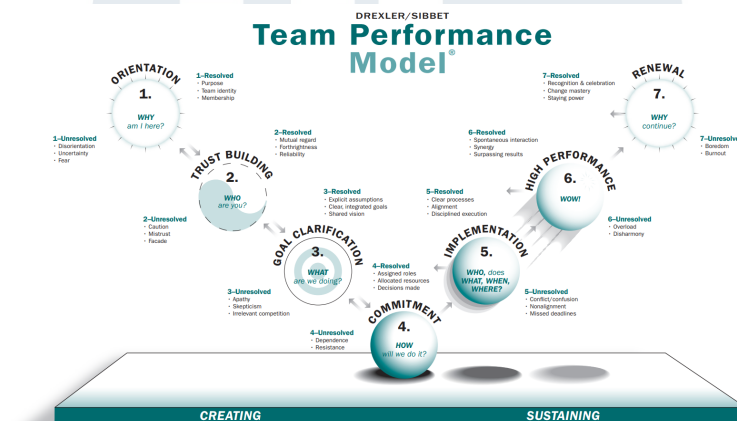 DREXLER/SIBBET
Team Performance
Model®
ORIENTATION
1.
WHY
am I here?
1–Resolved
· Purpose
· Team identity
· Membership
1–Unresolved
· Disorientation
· Uncertainty
· Fear
TRUST BUILDING
2.
WHO
are you?
2–Resolved
· Mutual regard
· Forthrightness
· Reliability
2–Unresolved
· Caution
· Mistrust
· Facade
GOAL CLARIFICATION
3.
WHAT
are we doing?
3–Resolved
· Explicit assumptions
· Clear, integrated goals
· Shared vision
3–Unresolved
· Apathy
· Skepticism
· Irrelevant competition
COMMITMENT
4.
HOW
will we do it?
4–Resolved
· Assigned roles
· Allocated resources
· Decisions made
4–Unresolved
· Dependence
· Resistance
IMPLEMENTATION
5.
WHO, does
WHAT, WHEN,
WHERE?
5–Resolved
· Clear processes
· Alignment
· Disciplined execution
5–Unresolved
· Conflict/confusion
· Nonalignment
· Missed deadlines
HIGH PERFORMANCE
6.
WOW!
6–Resolved
· Spontaneous interaction
· Synergy
· Surpassing results
6–Unresolved
· Overload
· Disharmony
RENEWAL
7.
WHY
continue?
7–Resolved
· Recognition & celebration
· Change mastery
· Staying power
7–Unresolved
· Boredom
· Burnout
CREATING
SUSTAINING